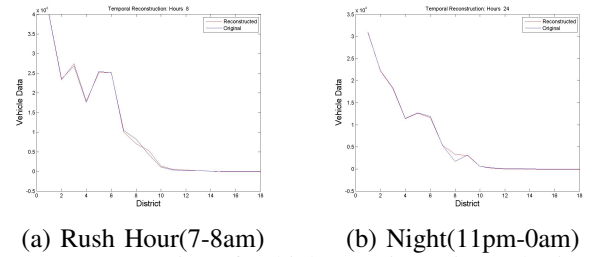 x 10⁴ Temporal Reconstruction: Hours 8
Reconstructed
Original
4
3.5
3
2.5
2
1.5
1
0.5
0
-0.5
Vehicle Data
0 2 4 6 8 10 12 14 16 18
District
(a) Rush Hour(7-8am)
x 10⁴ Temporal Reconstruction: Hours 24
Reconstructed
Original
3.5
3
2.5
2
1.5
1
0.5
0
-0.5
Vehicle Data
0 2 4 6 8 10 12 14 16 18
District
(b) Night(11pm-0am)